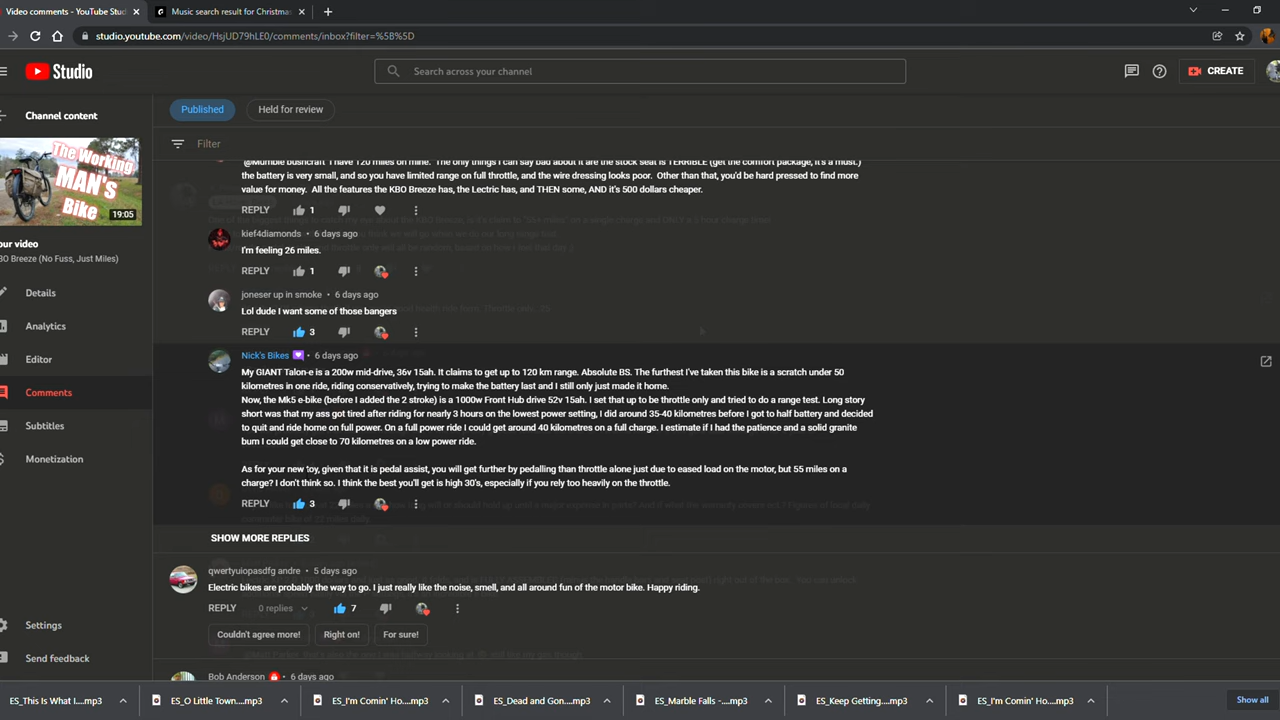 Video comments - YouTube Stu
Music search result for Christmas
studio.youtube.com/video/HsjUD79hLE0/comments/inbox?filter=%5B%5D
Studio
Search across your channel
CREATE
Channel content
Published
Held for review
Filter
The Working
MAN'S
Bike
19:05
our video
BO Breeze (No Fuss, Just Miles)
Details
Analytics
Editor
Comments
Subtitles
Monetization
Settings
Send feedback
@Mumble bushcraft I have 120 miles on mine. The only things I can say bad about it are the stock seat is TERRIBLE (get the comfort package, it's a must.)
the battery is very small, and so you have limited range on full throttle, and the wire dressing looks poor. Other than that, you'd be hard pressed to find more
value for money. All the features the KBO Breeze has, the Lectric has, and THEN some, AND it's 500 dollars cheaper.
REPLY 1
kief4diamonds • 6 days ago
I'm feeling 26 miles.
REPLY 1
joneser up in smoke • 6 days ago
Lol dude I want some of those bangers
REPLY 3
Nick's Bikes • 6 days ago
My GIANT Talon-e is a 200w mid-drive, 36v 15ah. It claims to get up to 120 km range. Absolute BS. The furthest I've taken this bike is a scratch under 50
kilometres in one ride, riding conservatively, trying to make the battery last and I still only just made it home.
Now, the Mk5 e-bike (before I added the 2 stroke) is a 1000w Front Hub drive 52v 15ah. I set that up to be throttle only and tried to do a range test. Long story
short was that my ass got tired after riding for nearly 3 hours on the lowest power setting, I did around 35-40 kilometres before I got to half battery and decided
to quit and ride home on full power. On a full power ride I could get around 40 kilometres on a full charge. I estimate if I had the patience and a solid granite
bum I could get close to 70 kilometres on a low power ride.
As for your new toy, given that it is pedal assist, you will get further by pedalling than throttle alone just due to eased load on the motor, but 55 miles on a
charge? I don't think so. I think the best you'll get is high 30's, especially if you rely too heavily on the throttle.
REPLY 3
SHOW MORE REPLIES
qwertyuiopasdfg andre • 5 days ago
Electric bikes are probably the way to go. I just really like the noise, smell, and all around fun of the motor bike. Happy riding.
REPLY 0 replies 7
Couldn't agree more! Right on! For sure!
Bob Anderson • 6 days ago
ES_This Is What I....mp3
ES_O Little Town....mp3
ES_I'm Comin' Ho....mp3
ES_Dead and Gon....mp3
ES_Marble Falls -....mp3
ES_Keep Getting....mp3
ES_I'm Comin' Ho....mp3
Show all